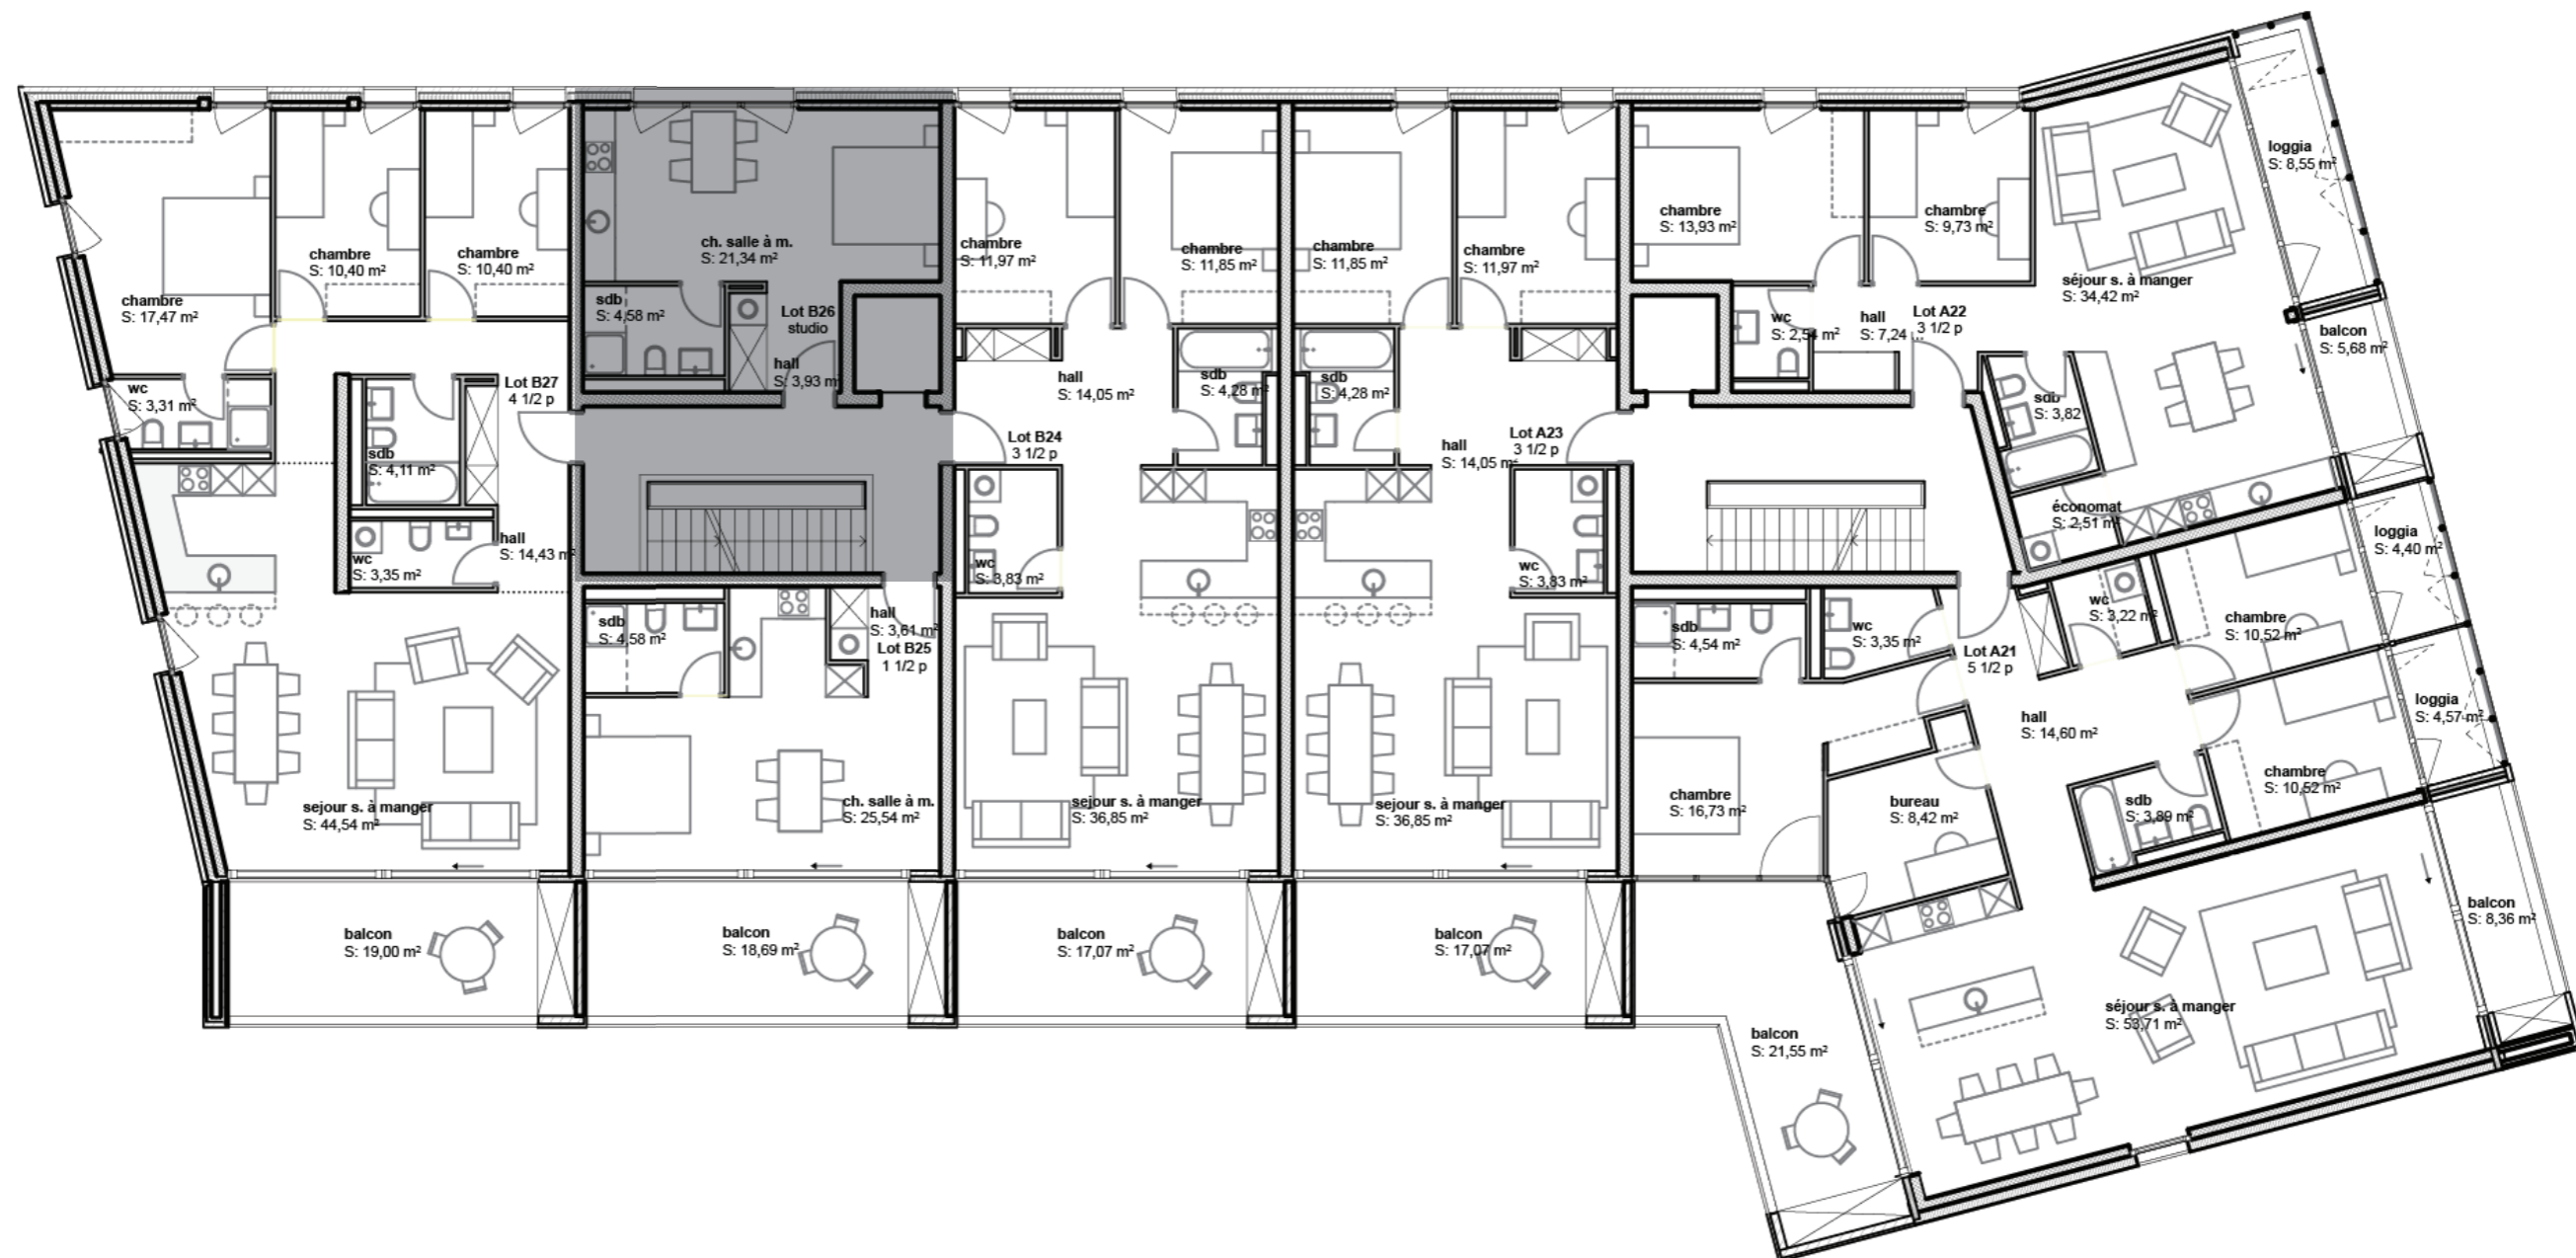 chambre
S: 17,47 m²
chambre
S: 10,40 m²
chambre
S: 10,40 m²
wc
S: 3,31 m²
Lot B27
4 1/2 p
sdb
S: 4,11 m²
wc
S: 3,35 m²
hall
S: 14,43 m²
sejour s. à manger
S: 44,54 m²
balcon
S: 19,00 m²
ch. salle à m.
S: 21,34 m²
sdb
S: 4,58 m²
Lot B26
studio
hall
S: 3,93 m
sdb
S: 4,58 m²
hall
S: 3,61 m²
Lot B25
1 1/2 p
ch. salle à m.
S: 25,54 m²
balcon
S: 18,69 m²
chambre
S: 11,97 m²
chambre
S: 11,85 m²
hall
S: 14,05 m²
sdb
S: 4,28 m²
Lot B24
3 1/2 p
wc
S: 3,83 m²
sejour s. à manger
S: 36,85 m²
balcon
S: 17,07 m²
chambre
S: 11,85 m²
chambre
S: 11,97 m²
sdb
S: 4,28 m²
hall
S: 14,05 m²
Lot A23
3 1/2 p
wc
S: 3,83 m²
sejour s. à manger
S: 36,85 m²
balcon
S: 17,07 m²
chambre
S: 13,93 m²
chambre
S: 9,73 m²
wc
S: 2,54 m²
hall
S: 7,24 ...
Lot A22
3 1/2 p
séjour s. à manger
S: 34,42 m²
loggia
S: 8,55 m²
balcon
S: 5,68 m²
sdb
S: 3,82
économat
S: 2,51 m²
loggia
S: 4,40 m²
sdb
S: 4,54 m²
wc
S: 3,35 m²
Lot A21
5 1/2 p
wc
S: 3,22 m²
chambre
S: 10,52 m²
loggia
S: 4,57 m²
hall
S: 14,60 m²
chambre
S: 10,52 m²
chambre
S: 16,73 m²
bureau
S: 8,42 m²
sdb
S: 3,89 m²
balcon
S: 8,36 m²
séjour s. à manger
S: 53,71 m²
balcon
S: 21,55 m²